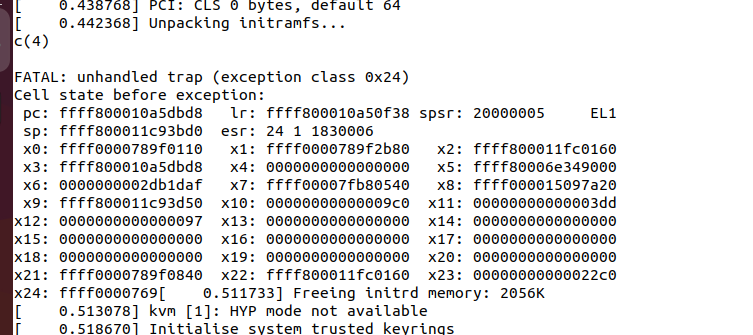 [    0.438768] PCI: CLS 0 bytes, default 64
[    0.442368] Unpacking initramfs...
c(4)
FATAL: unhandled trap (exception class 0x24)
Cell state before exception:
 pc: ffff800010a5dbd8   lr: ffff800010a50f38 spsr: 20000005     EL1
 sp: ffff800011c93bd0  esr: 24 1 1830006
 x0: ffff0000789f0110   x1: ffff0000789f2b80   x2: ffff800011fc0160
 x3: ffff800010a5dbd8   x4: 0000000000000000   x5: ffff80006e349000
 x6: 0000000002db1daf   x7: ffff00007fb80540   x8: ffff000015097a20
 x9: ffff800011c93d50  x10: 00000000000009c0  x11: 00000000000003dd
x12: 0000000000000097  x13: 0000000000000000  x14: 0000000000000000
x15: 0000000000000000  x16: 0000000000000000  x17: 0000000000000000
x18: 0000000000000000  x19: 0000000000000000  x20: 0000000000000000
x21: ffff0000789f0840  x22: ffff800011fc0160  x23: 00000000000022c0
x24: ffff0000769[    0.511733] Freeing initrd memory: 2056K
[    0.513078] kvm [1]: HYP mode not available
[    0.518670] Initialise system trusted keyrings